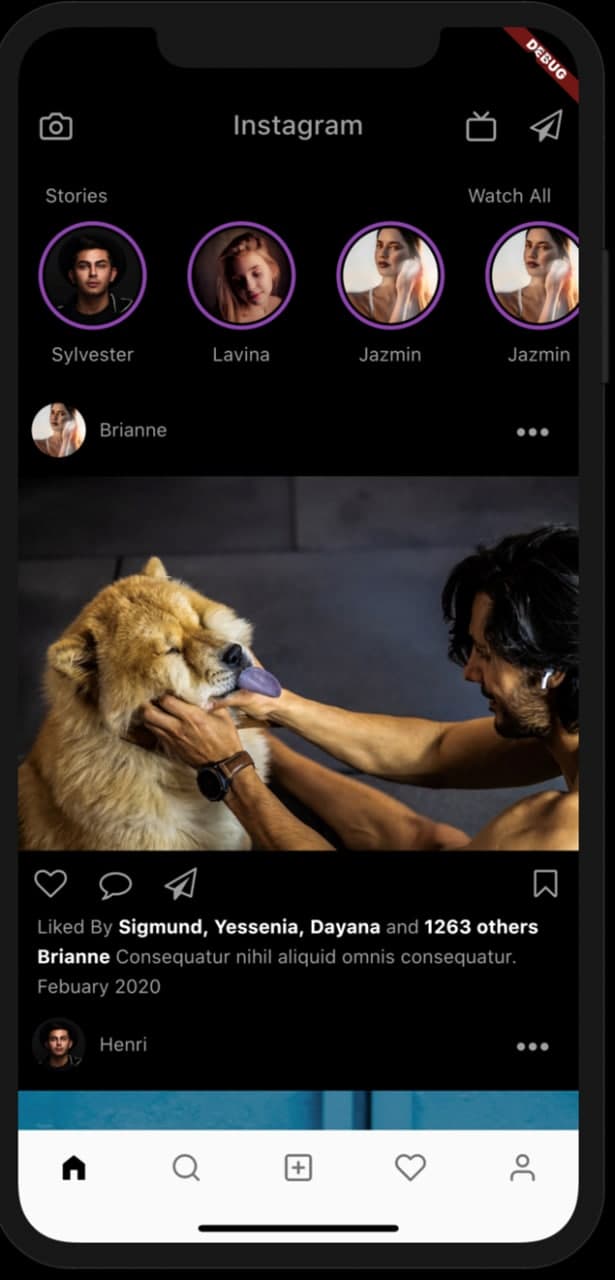 DEBUG
Instagram
Stories Watch All
Sylvester Lavina Jazmin Jazmin
Brianne
Liked By Sigmund, Yessenia, Dayana and 1263 others
Brianne Consequatur nihil aliquid omnis consequatur.
Febuary 2020
Henri